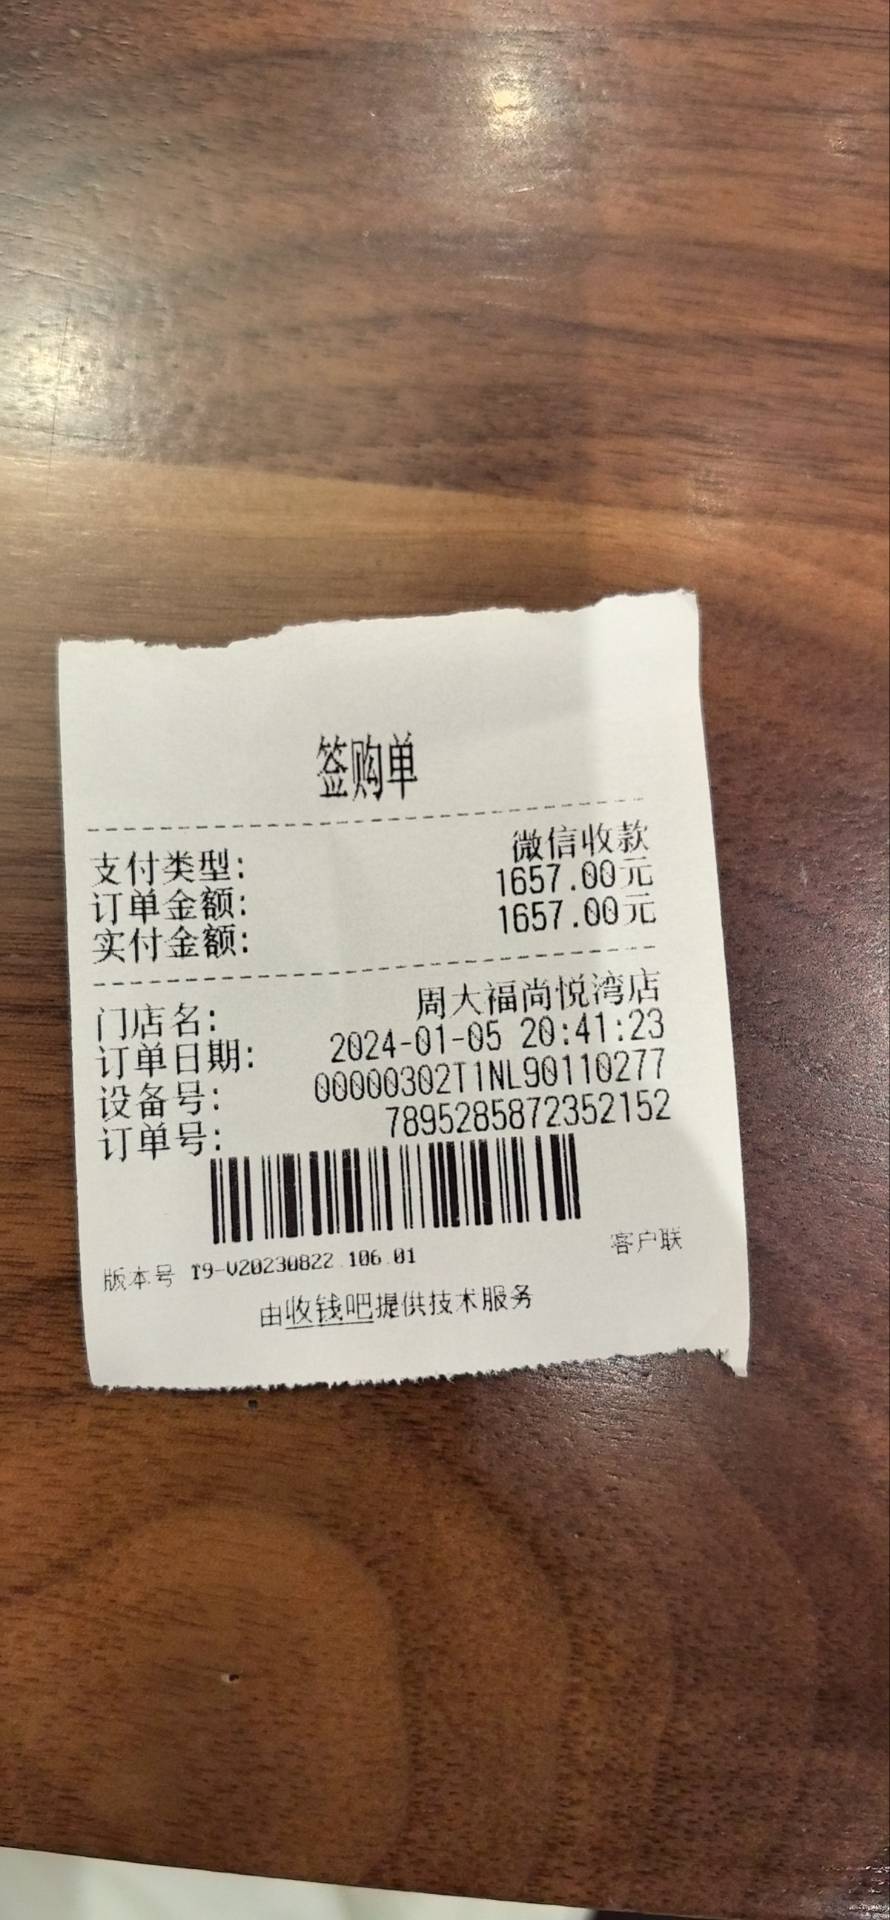 签购单
支付类型: 微信收款
订单金额: 1657.00元
实付金额: 1657.00元
门店名: 周大福尚悦湾店
订单日期: 2024-01-05 20:41:23
设备号: 00000302T1NL90110277
订单号: 7895285872352152
版本号 T9-V20230822.106.01 客户联
由收钱吧提供技术服务